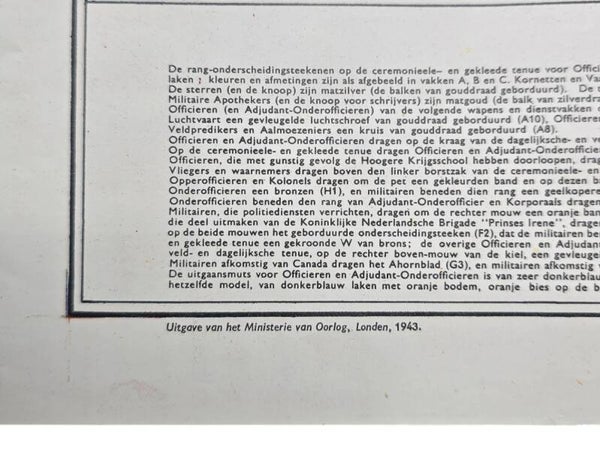 De rang-onderscheidingsteekenen op de ceremonieele- en gekleede tenue voor Offici
laken ; kleuren en afmetingen zijn als afgebeeld in vakken A, B en C. Kornetten en Va
De sterren (en de knoop) zijn matzilver (de balken van gouddraad geborduurd). De
Militaire Apothekers (en de knoop voor schrijvers) zijn matgoud (de balk van zilverdra
Officieren (en Adjudant-Onderofficieren) van de volgende wapens en dienstvakken
Luchtvaart een gevleugelde luchtschroef van gouddraad geborduurd (A10), Officieren
Veldpredikers en Aalmoezeniers een kruis van gouddraad geborduurd (A8).
Officieren en Adjudant-Onderofficieren dragen op de kraag van de dagelijksche- en ve
Op de ceremonieele- en gekleede tenue dragen Officieren en Adjudant-Onderofficiere
Officieren, die met gunstig gevolg de Hoogere Krijgsschool hebben doorloopen, drag
Vliegers en waarnemers dragen boven den linker borstzak van de ceremonieele- en
Opperofficieren en Kolonels dragen om de pet een gekleurden band en op dezen b
Onderofficieren een bronzen (H1), en militairen beneden dien rang een geelkopere
Onderofficieren beneden den rang van Adjudant-Onderofficier en Korporaals dragen
Militairen, die politiediensten verrichten, dragen om de rechter mouw een oranje ban
die deel uitmaken van de Koninklijke Nederlandsche Brigade "Prinses Irene", dragen
op de beide mouwen het geborduurde onderscheidingsteeken (F2), dat de militairen be
en gekleede tenue een gekroonde W van brons; de overige Officieren en Adjudant
veld- en dagelijksche tenue, op de rechter boven-mouw van de kiel, een gevleugel
Militairen afkomstig van Canada dragen het Ahornblad (G3), en militairen afkomstig v
De uitgaansmuts voor Officieren en Adjudant-Onderofficieren is van zeer donkerblauw
hetzelfde model, van donkerblauw laken met oranje bodem, oranje bies op de b
Uitgave van het Ministerie van Oorlog, Londen, 1943.